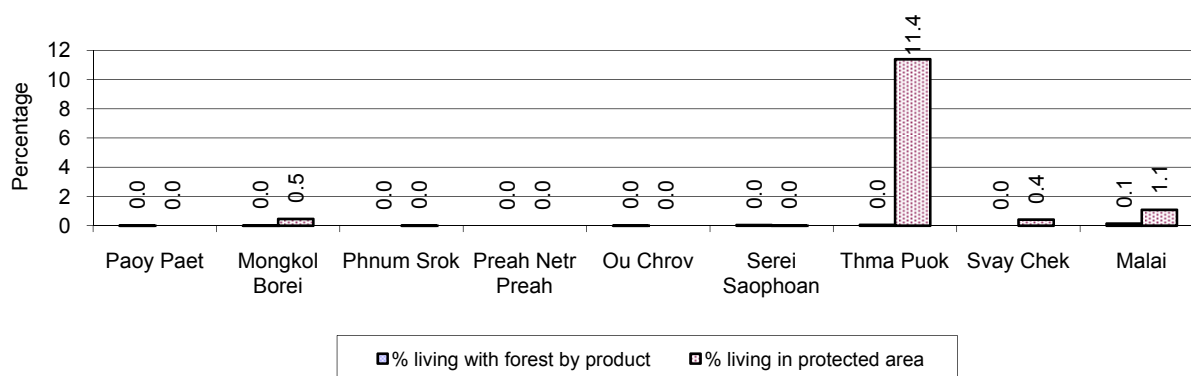 11.4
12
10
8
6
4
2
0
Percentage
0.0 0.0 0.0 0.5 0.0 0.0 0.0 0.0 0.0 0.0 0.0 0.0 0.0 0.0 0.4 0.1 1.1
Paoy Paet Mongkol Phnum Srok Preah Netr Ou Chrov Serei Thma Puok Svay Chek Malai
Borei Preah Saophoan
% living with forest by product % living in protected area